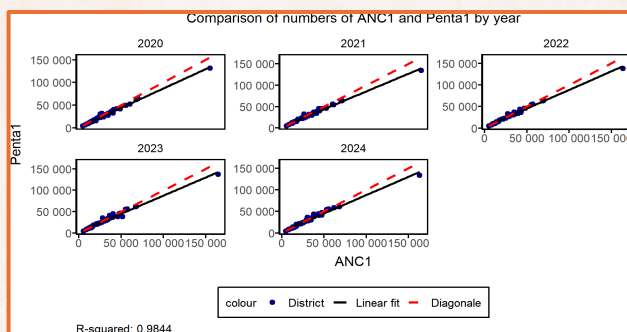 Comparison of numbers of ANC1 and Penta1 by year
2020 2021 2022
150 000 150 000 150 000
100 000 100 000 100 000
50 000 50 000 50 000
0 0 0
Penta1
0 50 000 100 000 150 000
2023 2024
150 000 150 000
100 000 100 000
50 000 50 000
0 0
0 50 000 100 000 150 000 0 50 000 100 000 150 000
ANC1
colour District Linear fit Diagonale
R-squared: 0.9844